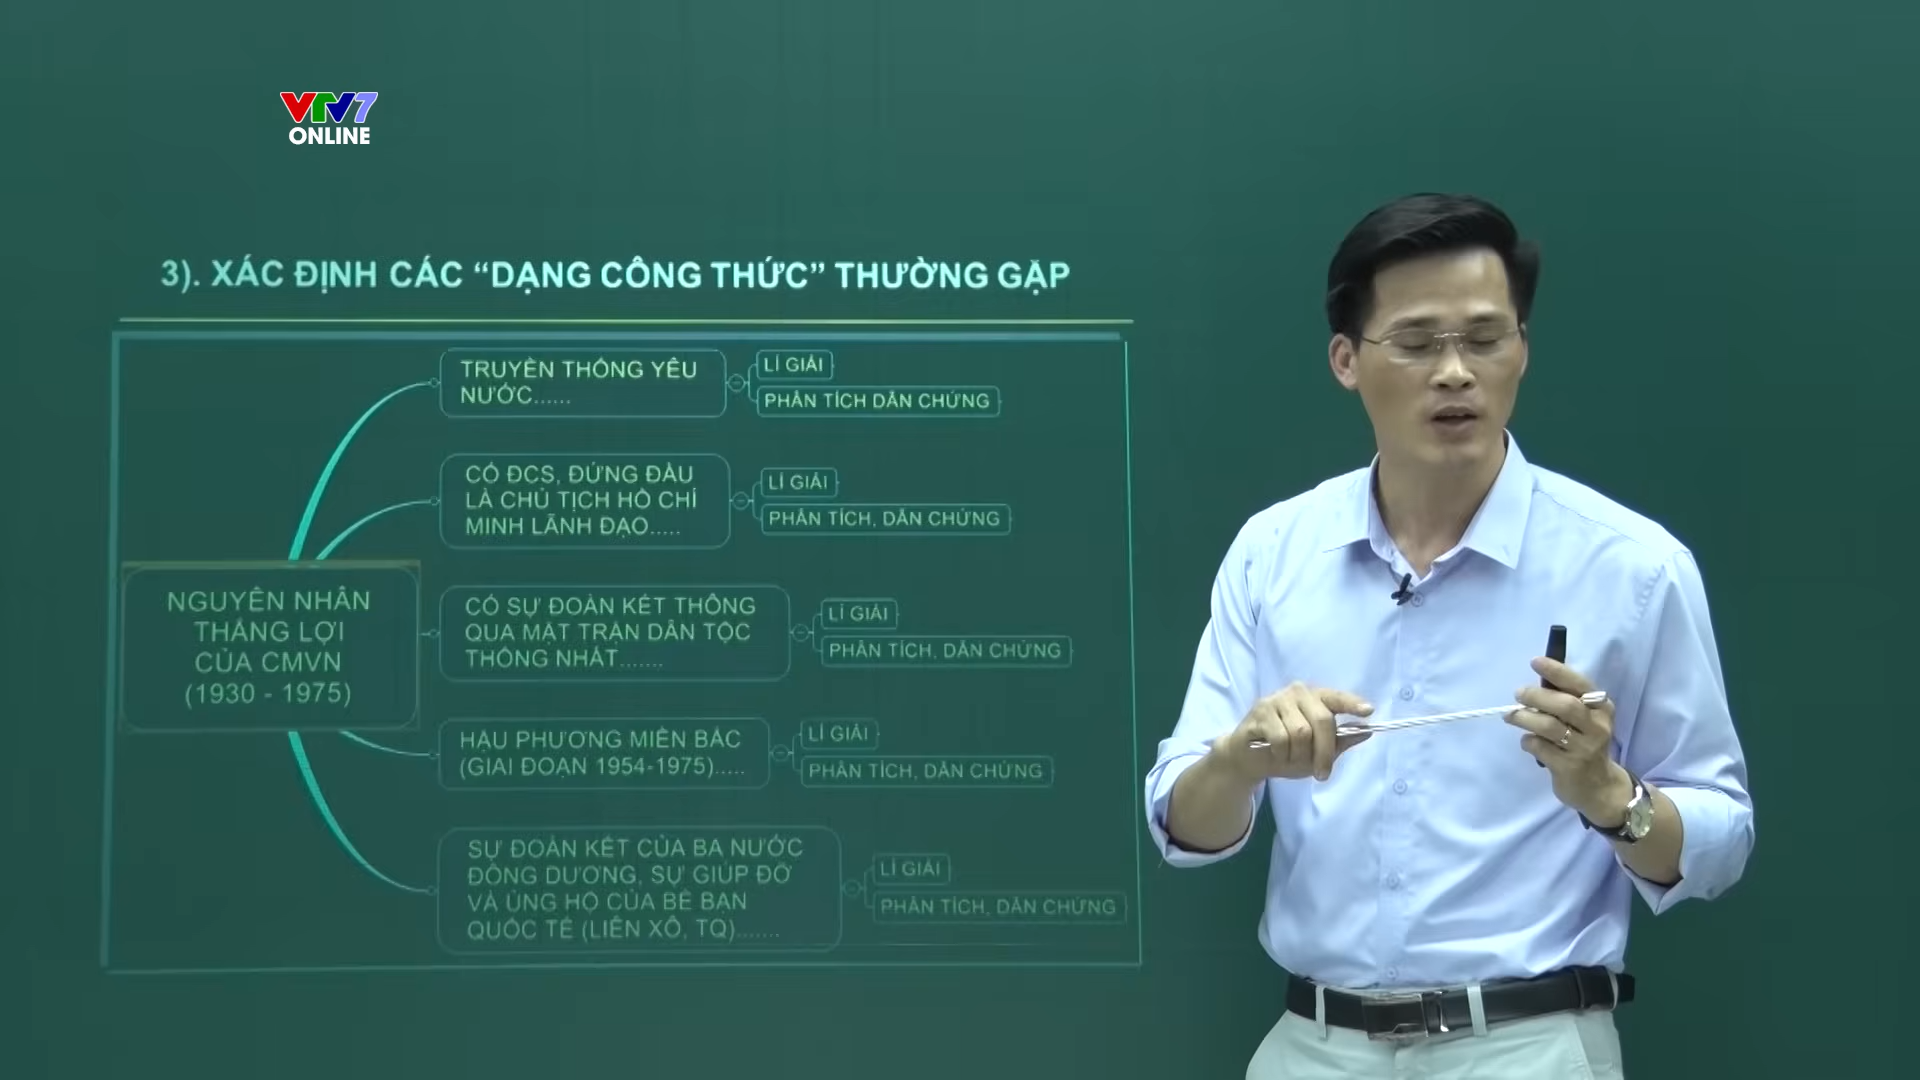 VTV7
ONLINE
3). XÁC ĐỊNH CÁC “DẠNG CÔNG THỨC” THƯỜNG GẶP
TRUYỀN THỐNG YÊU
NƯỚC......
LÍ GIẢI
PHÂN TÍCH DẪN CHỨNG
CÓ ĐCS, ĐỨNG ĐẦU
LÀ CHỦ TỊCH HỒ CHÍ
MINH LÃNH ĐẠO.....
LÍ GIẢI
PHÂN TÍCH, DẪN CHỨNG
NGUYÊN NHÂN
THẮNG LỢI
CỦA CMVN
(1930 - 1975)
CÓ SỰ ĐOÀN KẾT THÔNG
QUA MẶT TRẬN DÂN TỘC
THỐNG NHẤT.......
LÍ GIẢI
PHÂN TÍCH, DẪN CHỨNG
HẬU PHƯƠNG MIỀN BẮC
(GIAI ĐOẠN 1954-1975).....
LÍ GIẢI
PHÂN TÍCH, DẪN CHỨNG
SỰ ĐOÀN KẾT CỦA BA NƯỚC
ĐÔNG DƯƠNG, SỰ GIÚP ĐỠ
VÀ ỦNG HỘ CỦA BÈ BẠN
QUỐC TẾ (LIÊN XÔ, TQ).......
LÍ GIẢI
PHÂN TÍCH, DẪN CHỨNG